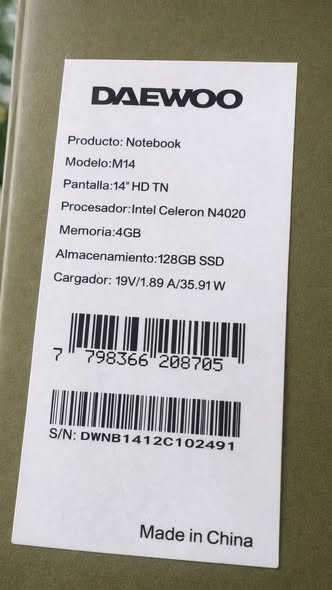 DAEWOO
Producto: Notebook
Modelo:M14
Pantalla:14" HD TN
Procesador:Intel Celeron N4020
Memoria:4GB
Almacenamiento:128GB SSD
Cargador: 19V/1.89 A/35.91 W
7 798366 208705
S/N: DWNB1412C102491
Made in China